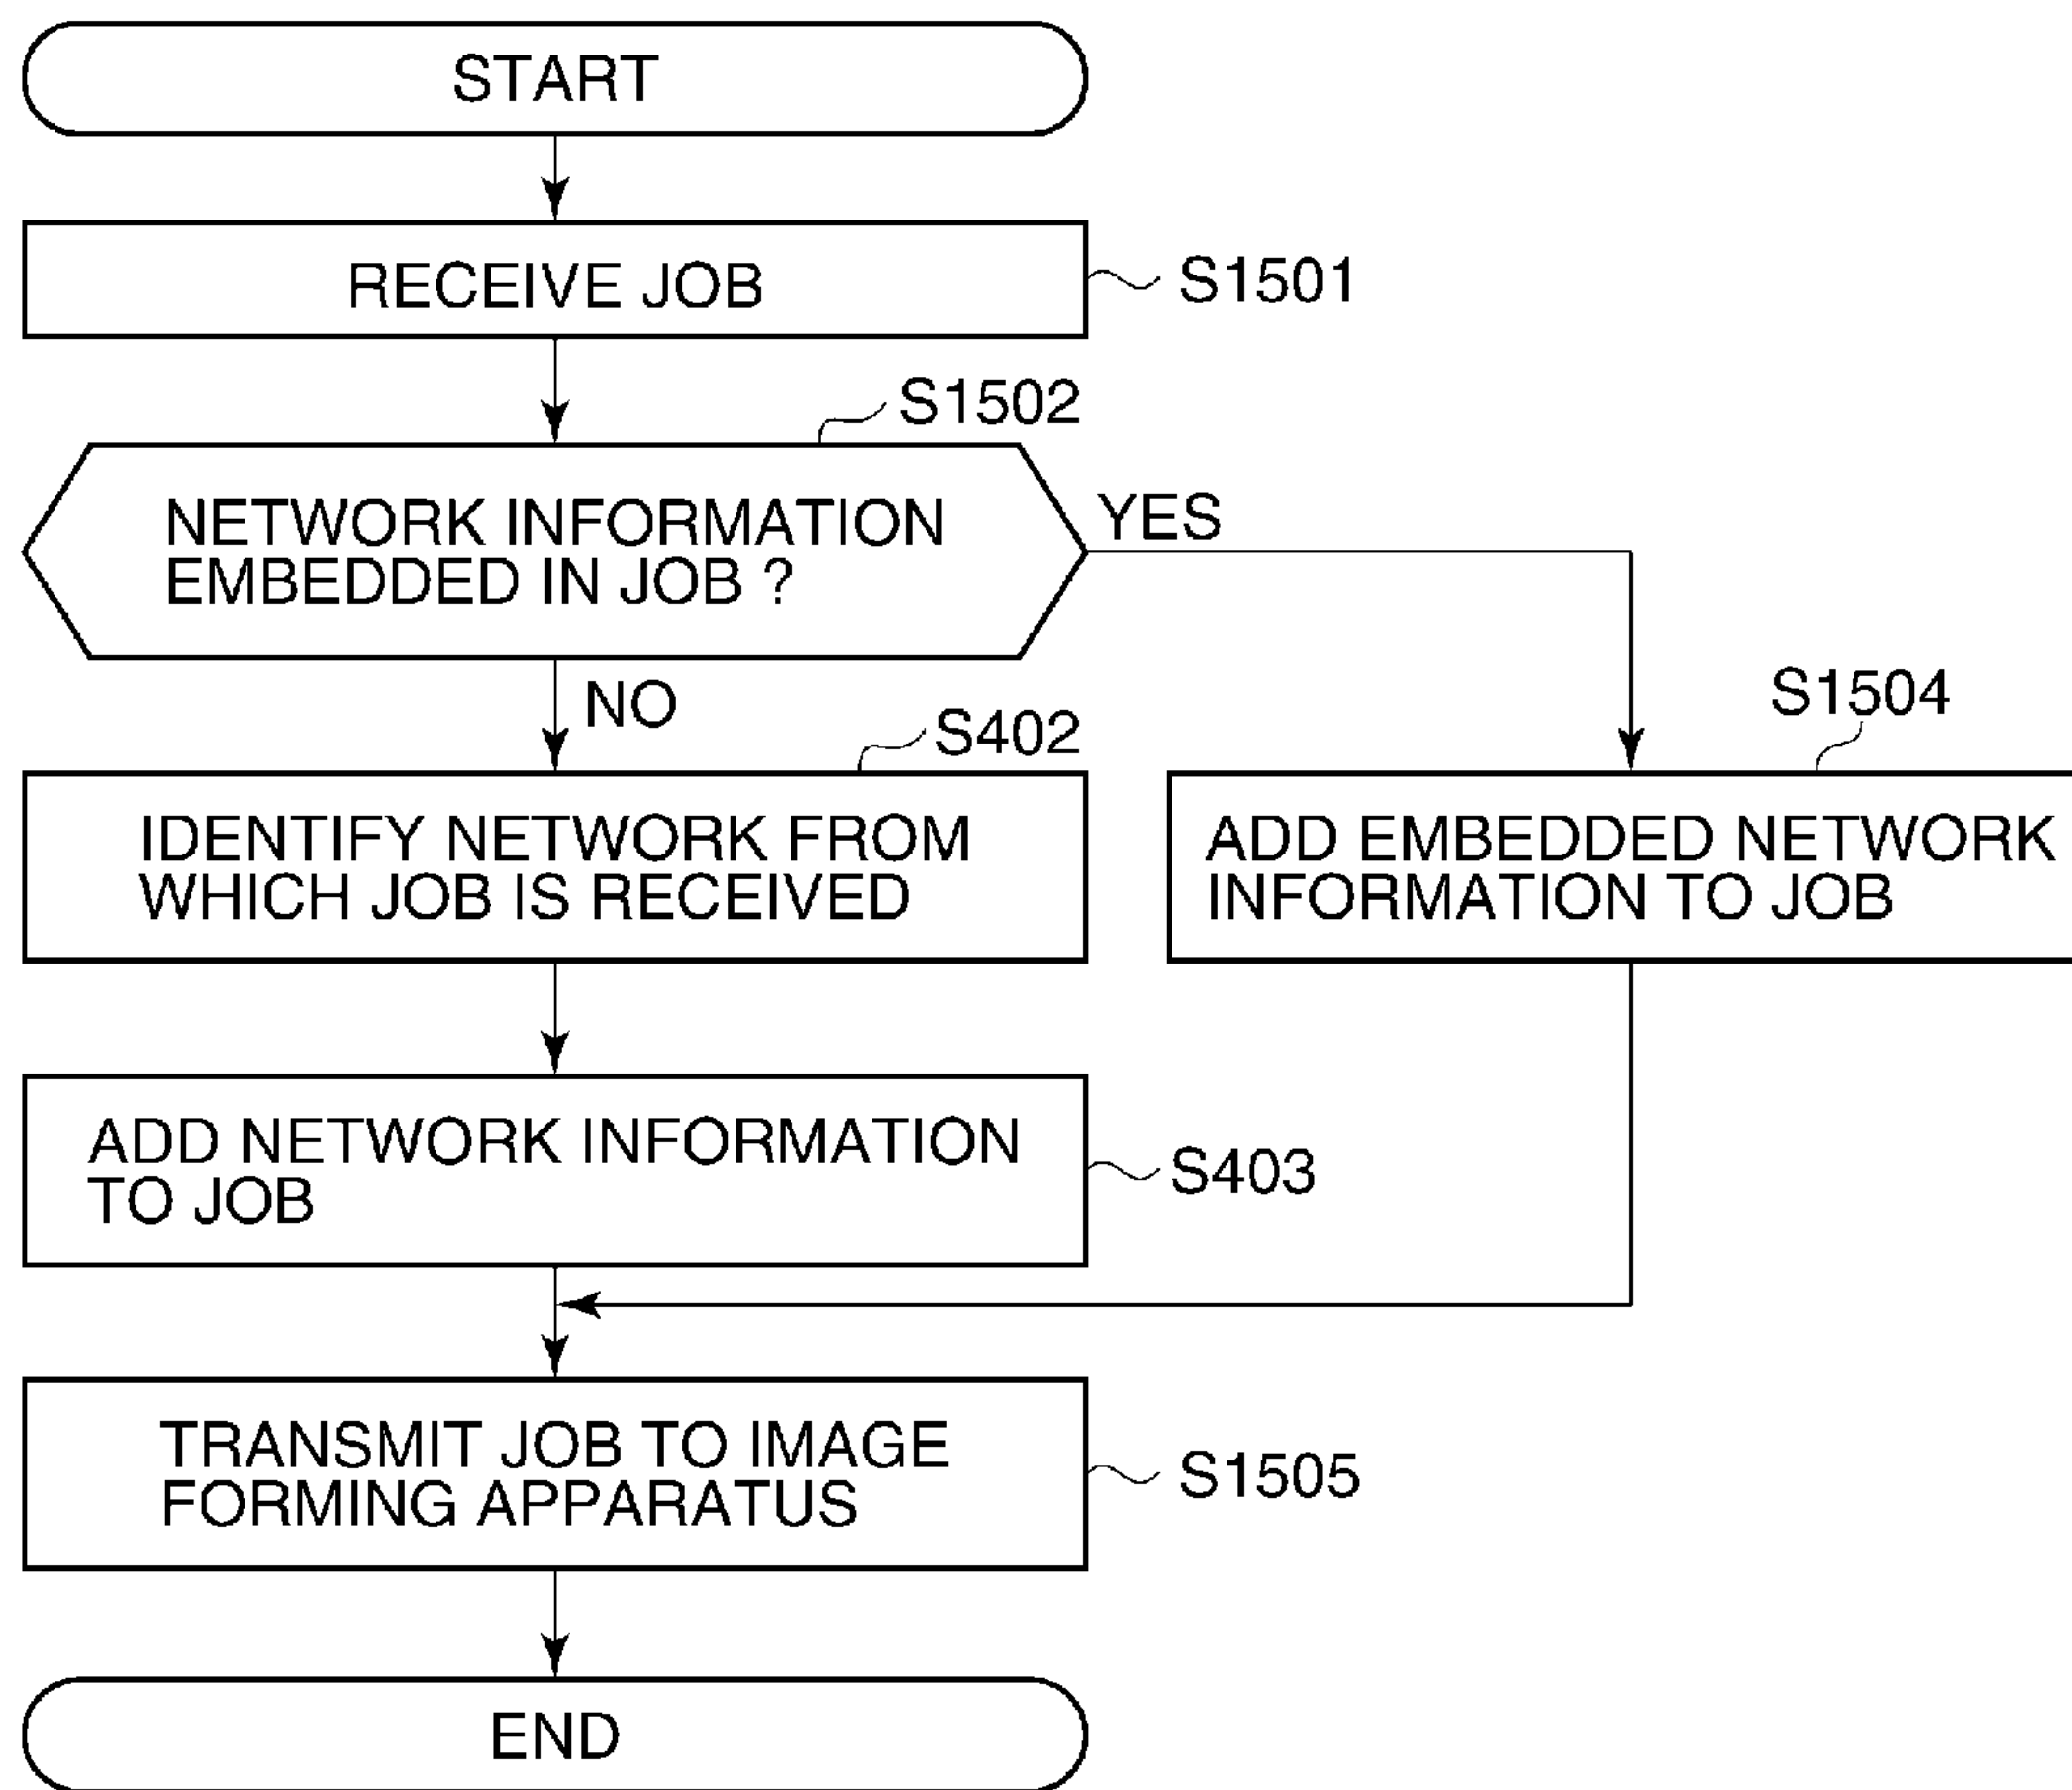 START
RECEIVE JOB
S1501
S1502
NETWORK INFORMATION
EMBEDDED IN JOB ?
YES
NO
S402
IDENTIFY NETWORK FROM
WHICH JOB IS RECEIVED
S1504
ADD EMBEDDED NETWORK
INFORMATION TO JOB
ADD NETWORK INFORMATION
TO JOB
S403
TRANSMIT JOB TO IMAGE
FORMING APPARATUS
S1505
END